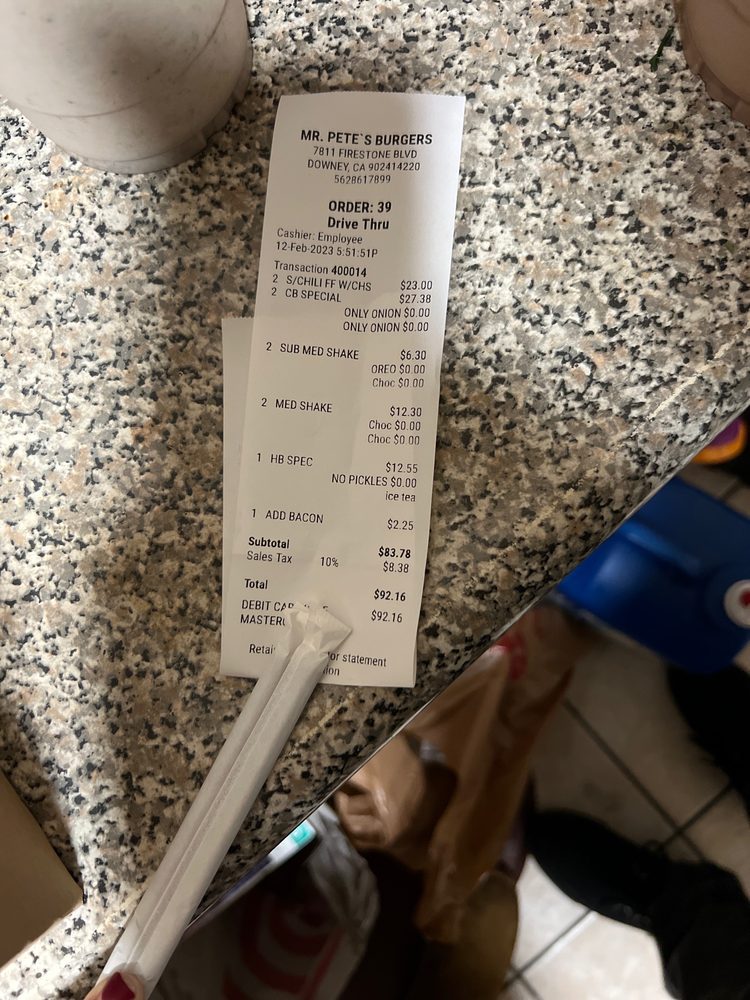 MR. PETE`S BURGERS
7811 FIRESTONE BLVD
DOWNEY, CA 902414220
5628617899
ORDER: 39
Drive Thru
Cashier: Employee
12-Feb-2023 5:51:51P
Transaction 400014
2 S/CHILI FF W/CHS $23.00
2 CB SPECIAL $27.38
ONLY ONION $0.00
ONLY ONION $0.00
2 SUB MED SHAKE $6.30
OREO $0.00
Choc $0.00
2 MED SHAKE $12.30
Choc $0.00
Choc $0.00
1 HB SPEC $12.55
NO PICKLES $0.00
ice tea
1 ADD BACON $2.25
Subtotal $83.78
Sales Tax 10% $8.38
Total $92.16
DEBIT $92.16
statement